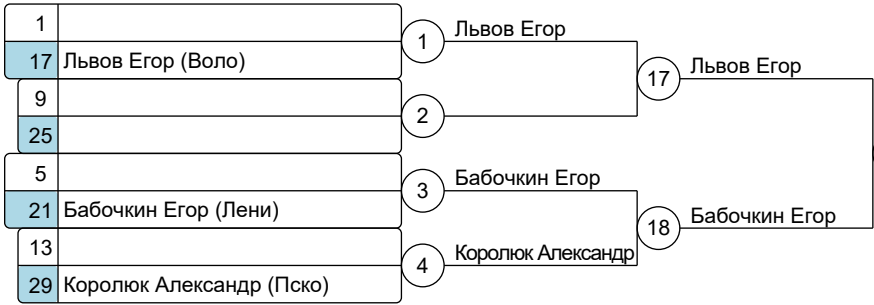 1
17 Львов Егор (Воло)
1 Львов Егор
9
25
2
17 Львов Егор
5
21 Бабочкин Егор (Лени)
3 Бабочкин Егор
13
29 Королюк Александр (Пско)
4 Королюк Александр
18 Бабочкин Егор